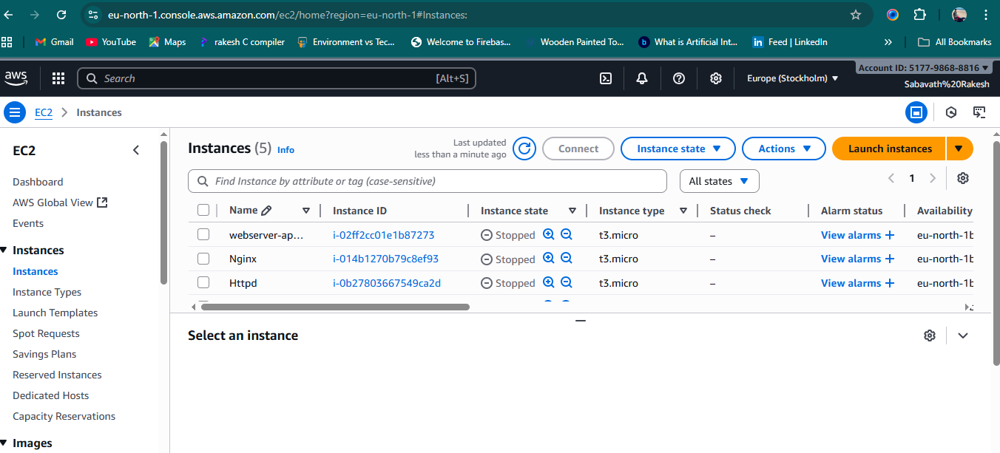 eu-north-1.console.aws.amazon.com/ec2/home?region=eu-north-1#Instances:
Gmail YouTube Maps rakesh C compiler Environment vs Tec... Welcome to Firebas... Wooden Painted To... What is Artificial Int... Feed | LinkedIn » All Bookmarks
aws Search [Alt+S] Europe (Stockholm) Account ID: 5177-9868-8816
Sabavath%20Rakesh
EC2 Instances
EC2
Dashboard
AWS Global View
Events
Instances
Instances
Instance Types
Launch Templates
Spot Requests
Savings Plans
Reserved Instances
Dedicated Hosts
Capacity Reservations
Images
Instances (5) Info
Last updated
less than a minute ago
Connect Instance state Actions Launch instances
Find Instance by attribute or tag (case-sensitive) All states 1
Name Instance ID Instance state Instance type Status check Alarm status Availability
webserver-ap... i-02ff2cc01e1b87273 Stopped t3.micro – View alarms + eu-north-1b
Nginx i-014b1270b79c8ef93 Stopped t3.micro – View alarms + eu-north-1b
Httpd i-0b27803667549ca2d Stopped t3.micro – View alarms + eu-north-1b
Select an instance